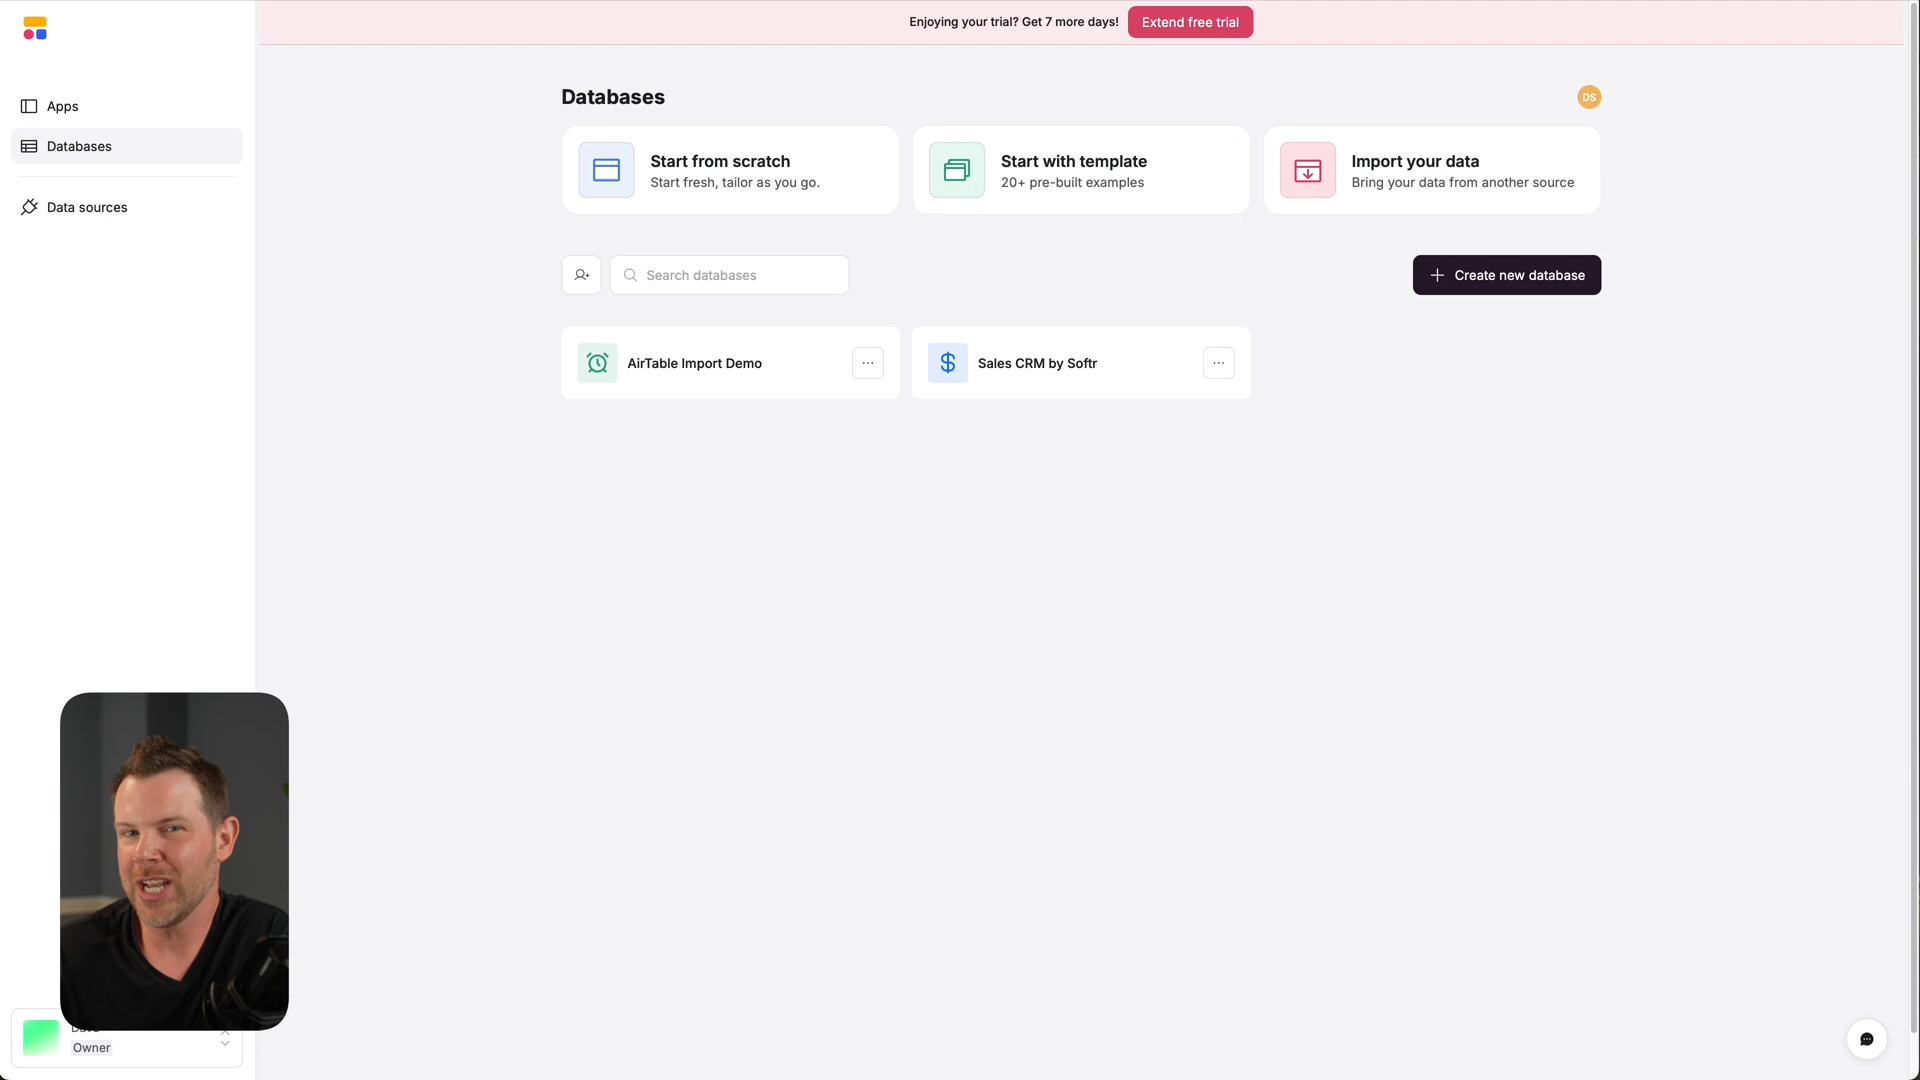 Enjoying your trial? Get 7 more days!
Extend free trial
Apps
Databases
Data sources
Databases
DS
Start from scratch
Start fresh, tailor as you go.
Start with template
20+ pre-built examples
Import your data
Bring your data from another source
Search databases
Create new database
AirTable Import Demo
Sales CRM by Softr
Owner